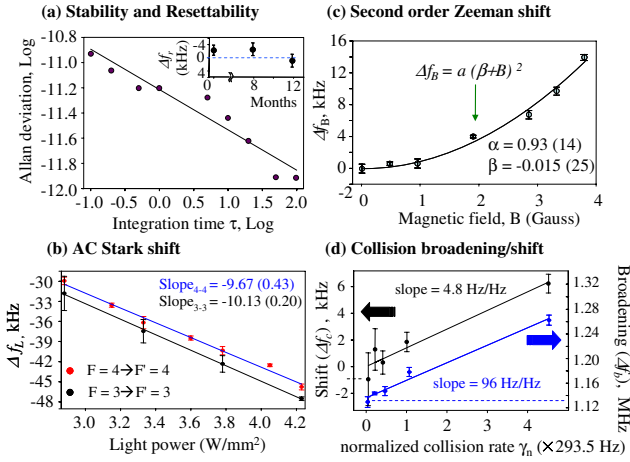 (a) Stability and Resettability
Allan deviation, Log
-10.8
-11.0
-11.2
-11.4
-11.6
-11.8
-12.0
-1.0 -0.5 0.0 0.5 1.0 1.5 2.0
Integration time τ, Log
Δf_r (kHz)
-4
0
4
1 8 12
Months
(c) Second order Zeeman shift
Δf_B, kHz
16
12
8
4
0
-2
0 1 2 3 4
Magnetic field, B (Gauss)
Δf_B = a (β+B)²
α = 0.93 (14)
β = -0.015 (25)
(b) AC Stark shift
Δf_L, kHz
-30
-33
-36
-39
-42
-45
-48
3.0 3.3 3.6 3.9 4.2
Light power (W/mm²)
Slope₄₋₄ = -9.67 (0.43)
Slope₃₋₃ = -10.13 (0.20)
F = 4→F' = 4
F = 3→F' = 3
(d) Collision broadening/shift
Shift (Δf_c) , kHz
6
4
2
0
-2
0 1 2 3 4
normalized collision rate γ_n (×293.5 Hz)
slope = 4.8 Hz/Hz
slope = 96 Hz/Hz
1.32
1.28
1.24
1.20
1.16
1.12
Broadening (Δf_b), MHz